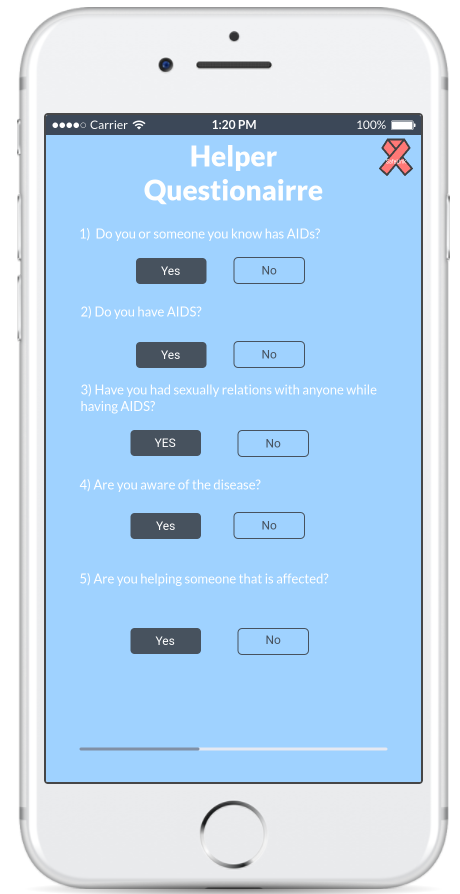 Carrier 1:20 PM 100%
Helper
Questionairre
1) Do you or someone you know has AIDs?
Yes No
2) Do you have AIDS?
Yes No
3) Have you had sexually relations with anyone while
having AIDS?
YES No
4) Are you aware of the disease?
Yes No
5) Are you helping someone that is affected?
Yes No